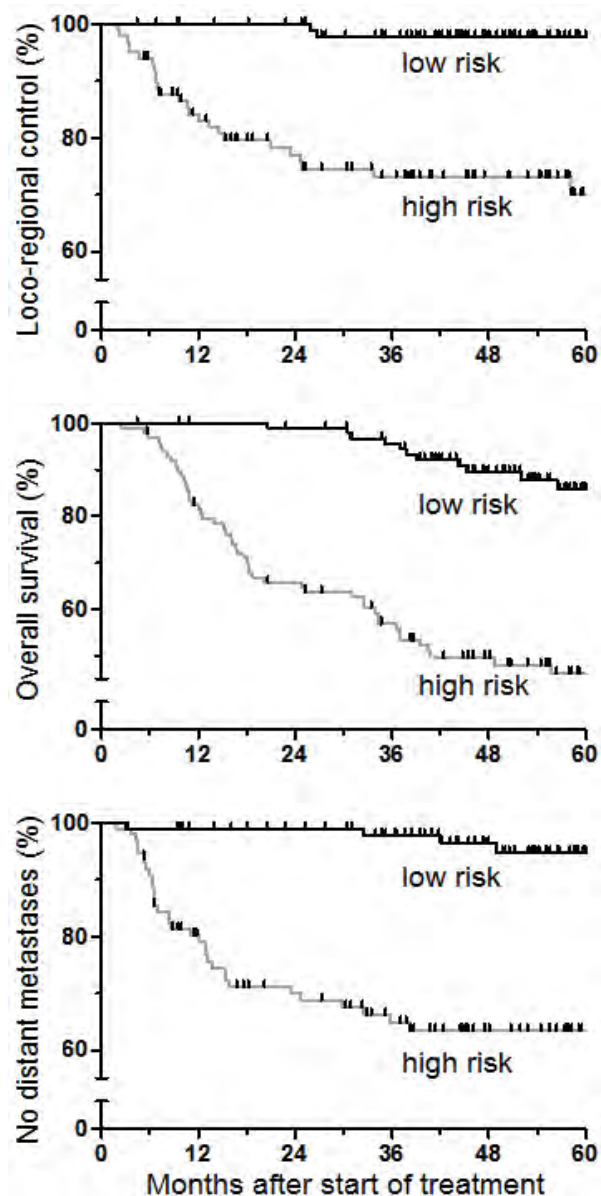 Loco-regional control (%)
100
80
60
0
low risk
high risk
0 12 24 36 48 60
Overall survival (%)
100
80
60
0
low risk
high risk
0 12 24 36 48 60
No distant metastases (%)
100
80
60
0
low risk
high risk
0 12 24 36 48 60
Months after start of treatment